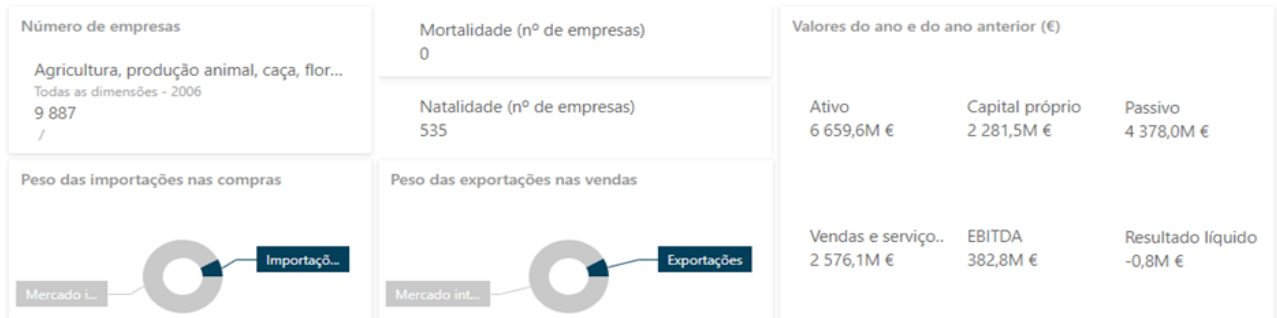 Número de empresas
Agricultura, produção animal, caça, flor...
Todas as dimensões - 2006
9 887
/
Mortalidade (nº de empresas)
0
Natalidade (nº de empresas)
535
Valores do ano e do ano anterior (€)
Ativo
6 659,6M €
Capital próprio
2 281,5M €
Passivo
4 378,0M €
Vendas e serviço..
2 576,1M €
EBITDA
382,8M €
Resultado líquido
-0,8M €
Peso das importações nas compras
Importaçõ...
Mercado i...
Peso das exportações nas vendas
Exportações
Mercado int...